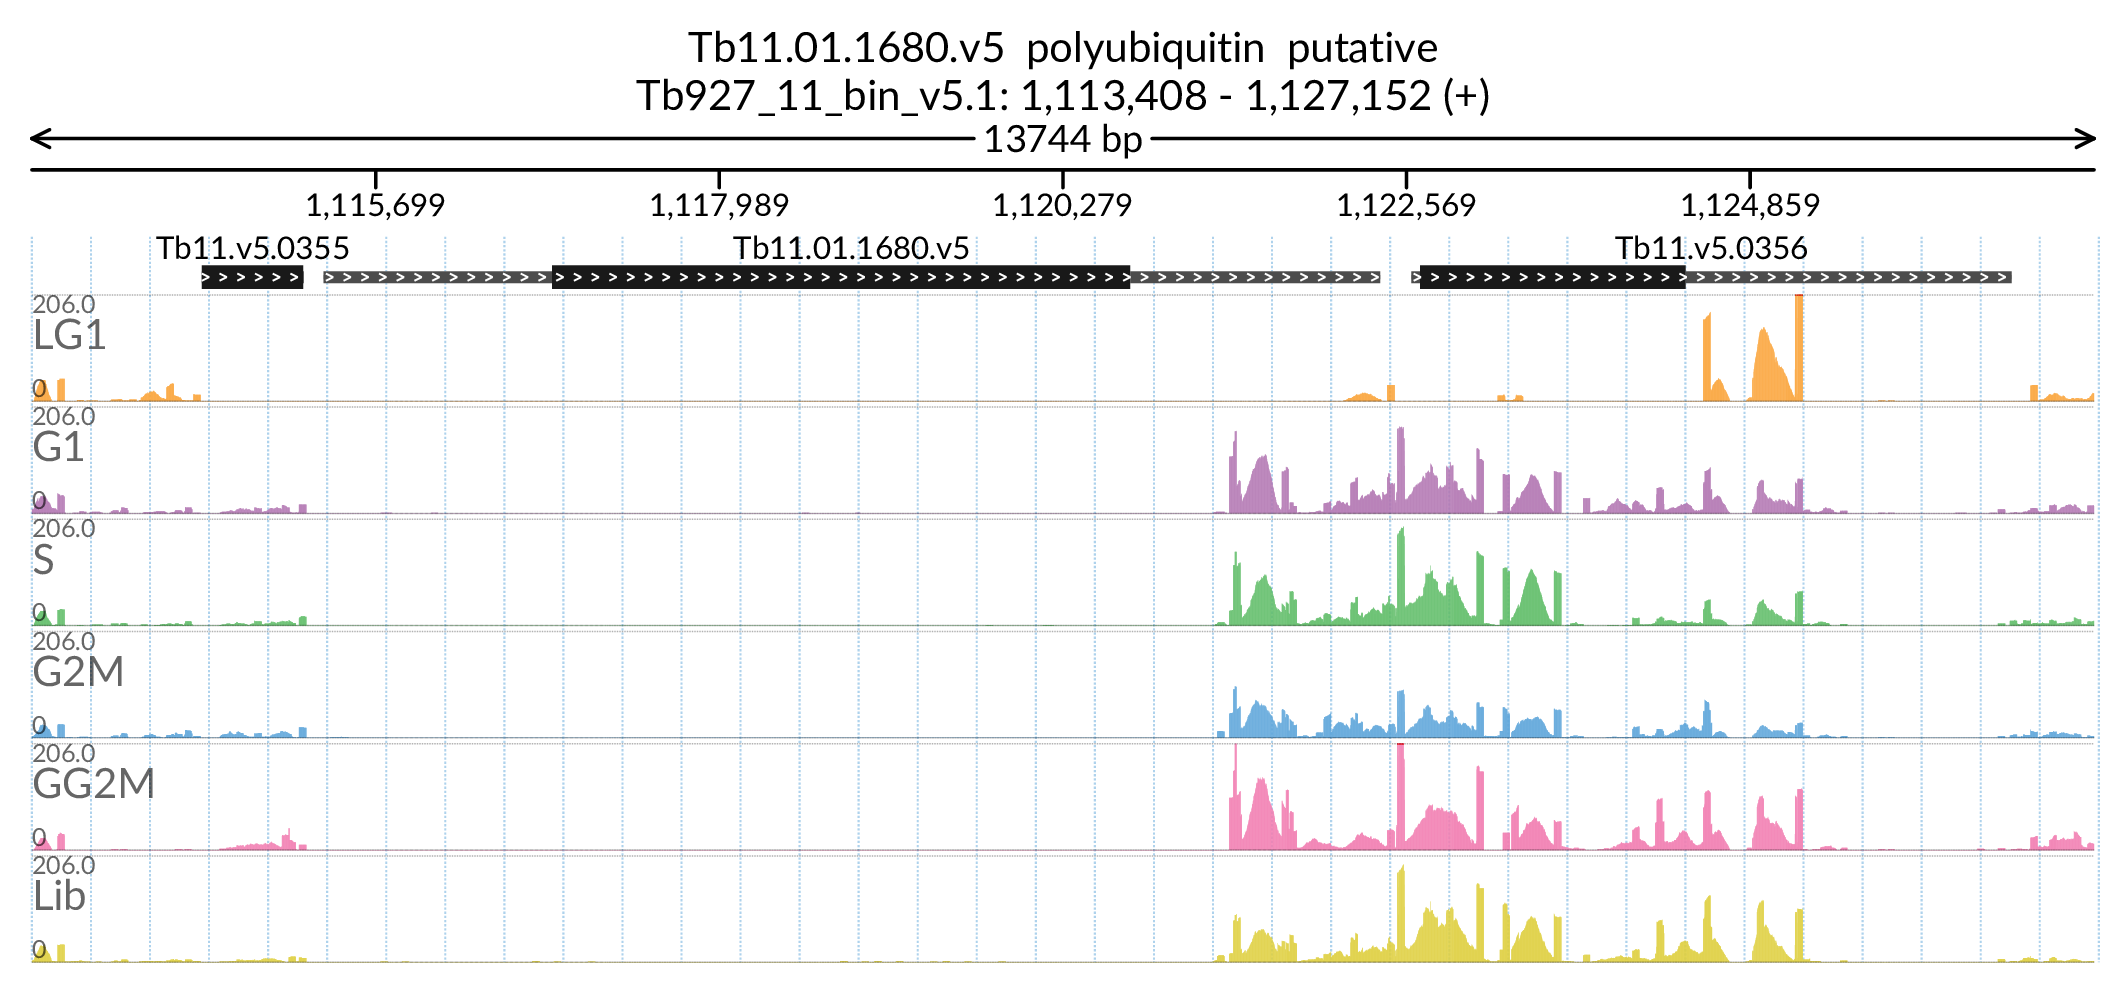 Tb11.01.1680.v5 polyubiquitin putative
Tb927_11_bin_v5.1: 1,113,408 - 1,127,152 (+)
13744 bp
1,115,699 1,117,989 1,120,279 1,122,569 1,124,859
Tb11.v5.0355 Tb11.01.1680.v5 Tb11.v5.0356
206.0
LG1
0
206.0
G1
0
206.0
S
0
206.0
G2M
0
206.0
GG2M
0
206.0
Lib
0